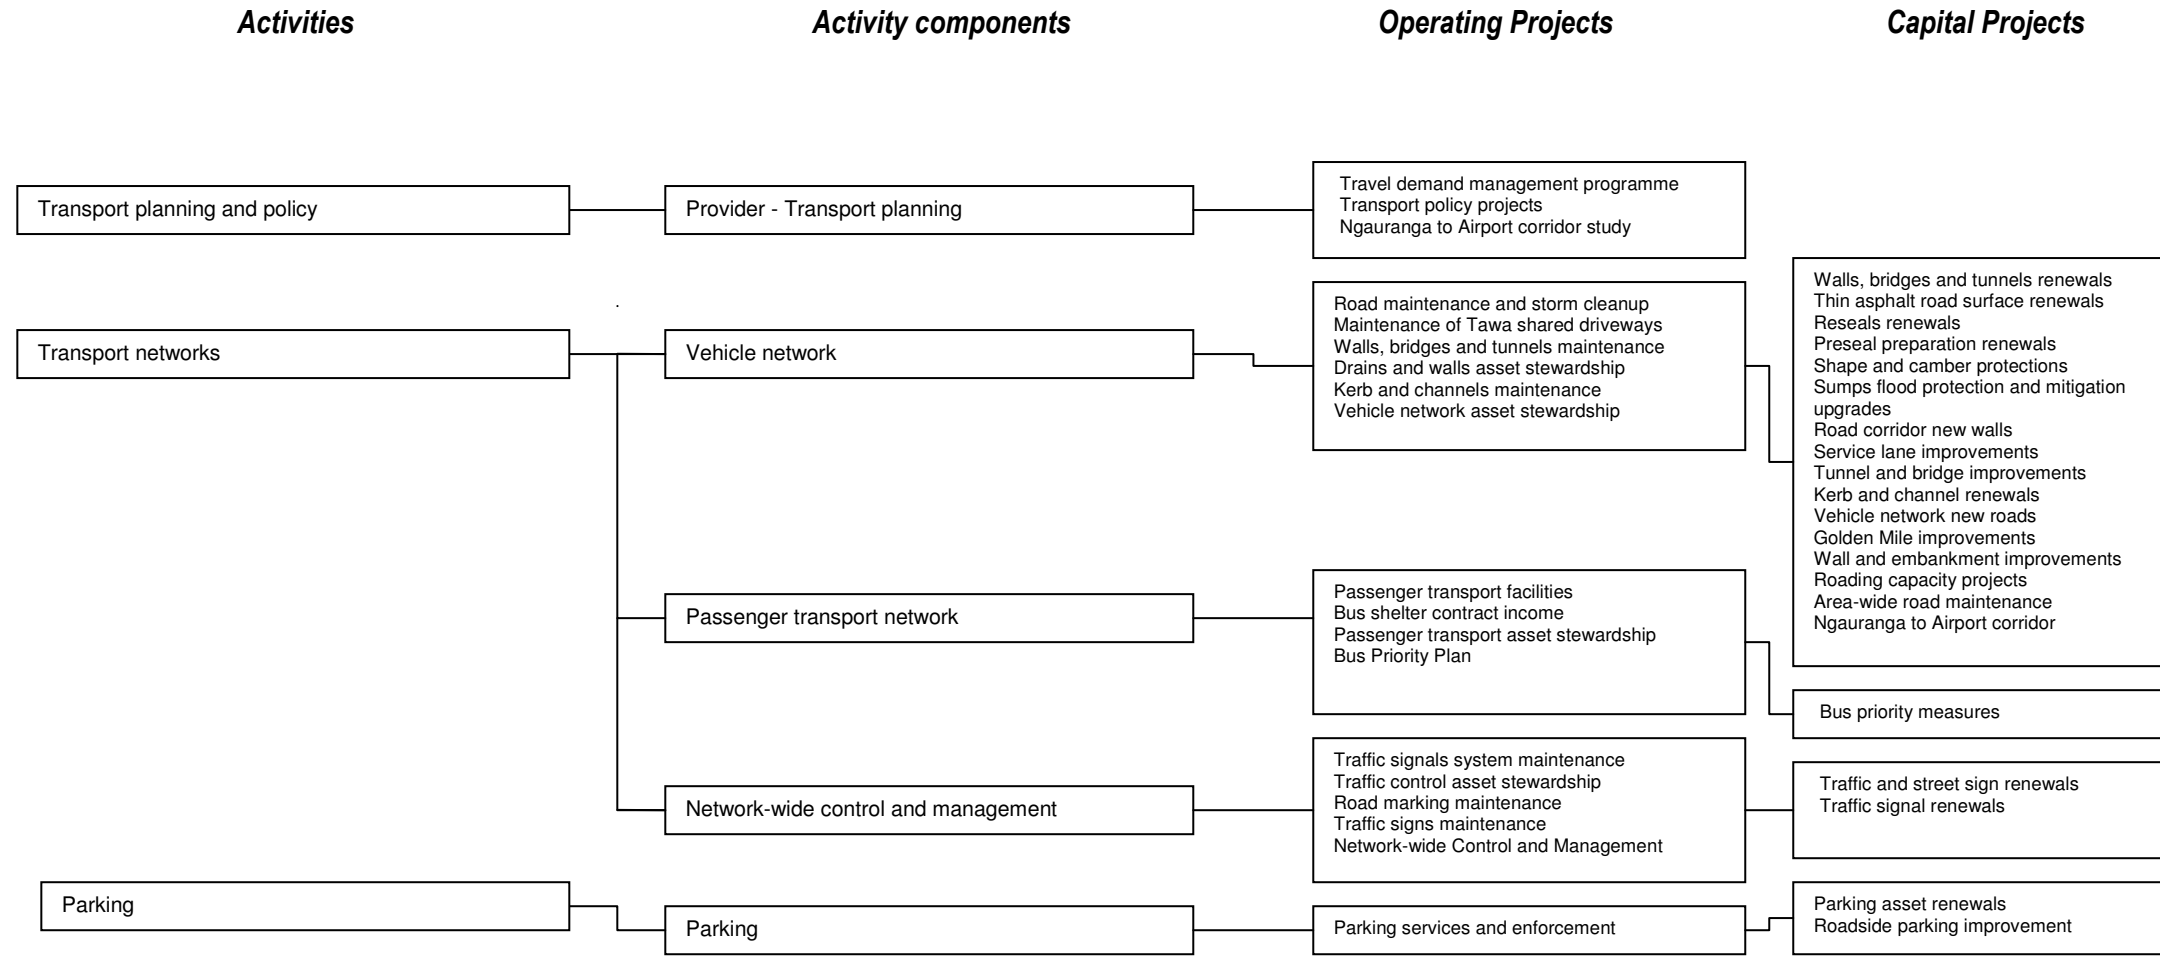 Activities
Activity components
Operating Projects
Capital Projects
Transport planning and policy
Provider - Transport planning
Travel demand management programme
Transport policy projects
Ngauranga to Airport corridor study
Transport networks
.
Vehicle network
Road maintenance and storm cleanup
Maintenance of Tawa shared driveways
Walls, bridges and tunnels maintenance
Drains and walls asset stewardship
Kerb and channels maintenance
Vehicle network asset stewardship
Walls, bridges and tunnels renewals
Thin asphalt road surface renewals
Reseals renewals
Preseal preparation renewals
Shape and camber protections
Sumps flood protection and mitigation
upgrades
Road corridor new walls
Service lane improvements
Tunnel and bridge improvements
Kerb and channel renewals
Vehicle network new roads
Golden Mile improvements
Wall and embankment improvements
Roading capacity projects
Area-wide road maintenance
Ngauranga to Airport corridor
Passenger transport network
Passenger transport facilities
Bus shelter contract income
Passenger transport asset stewardship
Bus Priority Plan
Bus priority measures
Network-wide control and management
Traffic signals system maintenance
Traffic control asset stewardship
Road marking maintenance
Traffic signs maintenance
Network-wide Control and Management
Traffic and street sign renewals
Traffic signal renewals
Parking
Parking
Parking services and enforcement
Parking asset renewals
Roadside parking improvement